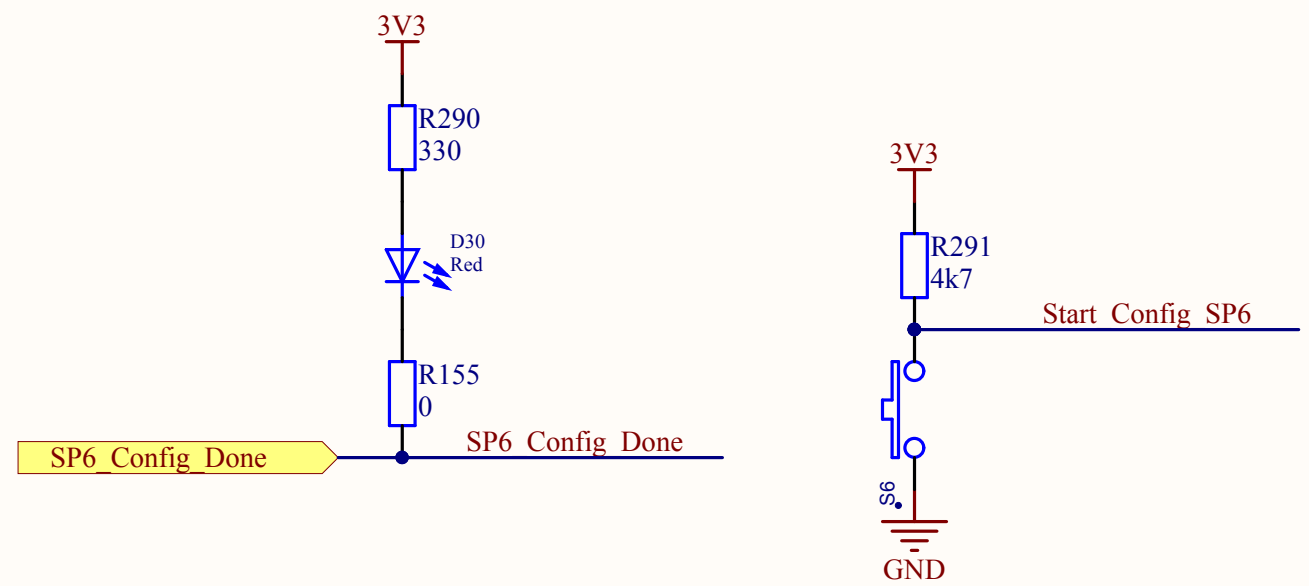 3V3
R290
330
D30
Red
R155
0
SP6_Config_Done
SP6 Config Done
3V3
R291
4k7
Start Config SP6
S6
GND